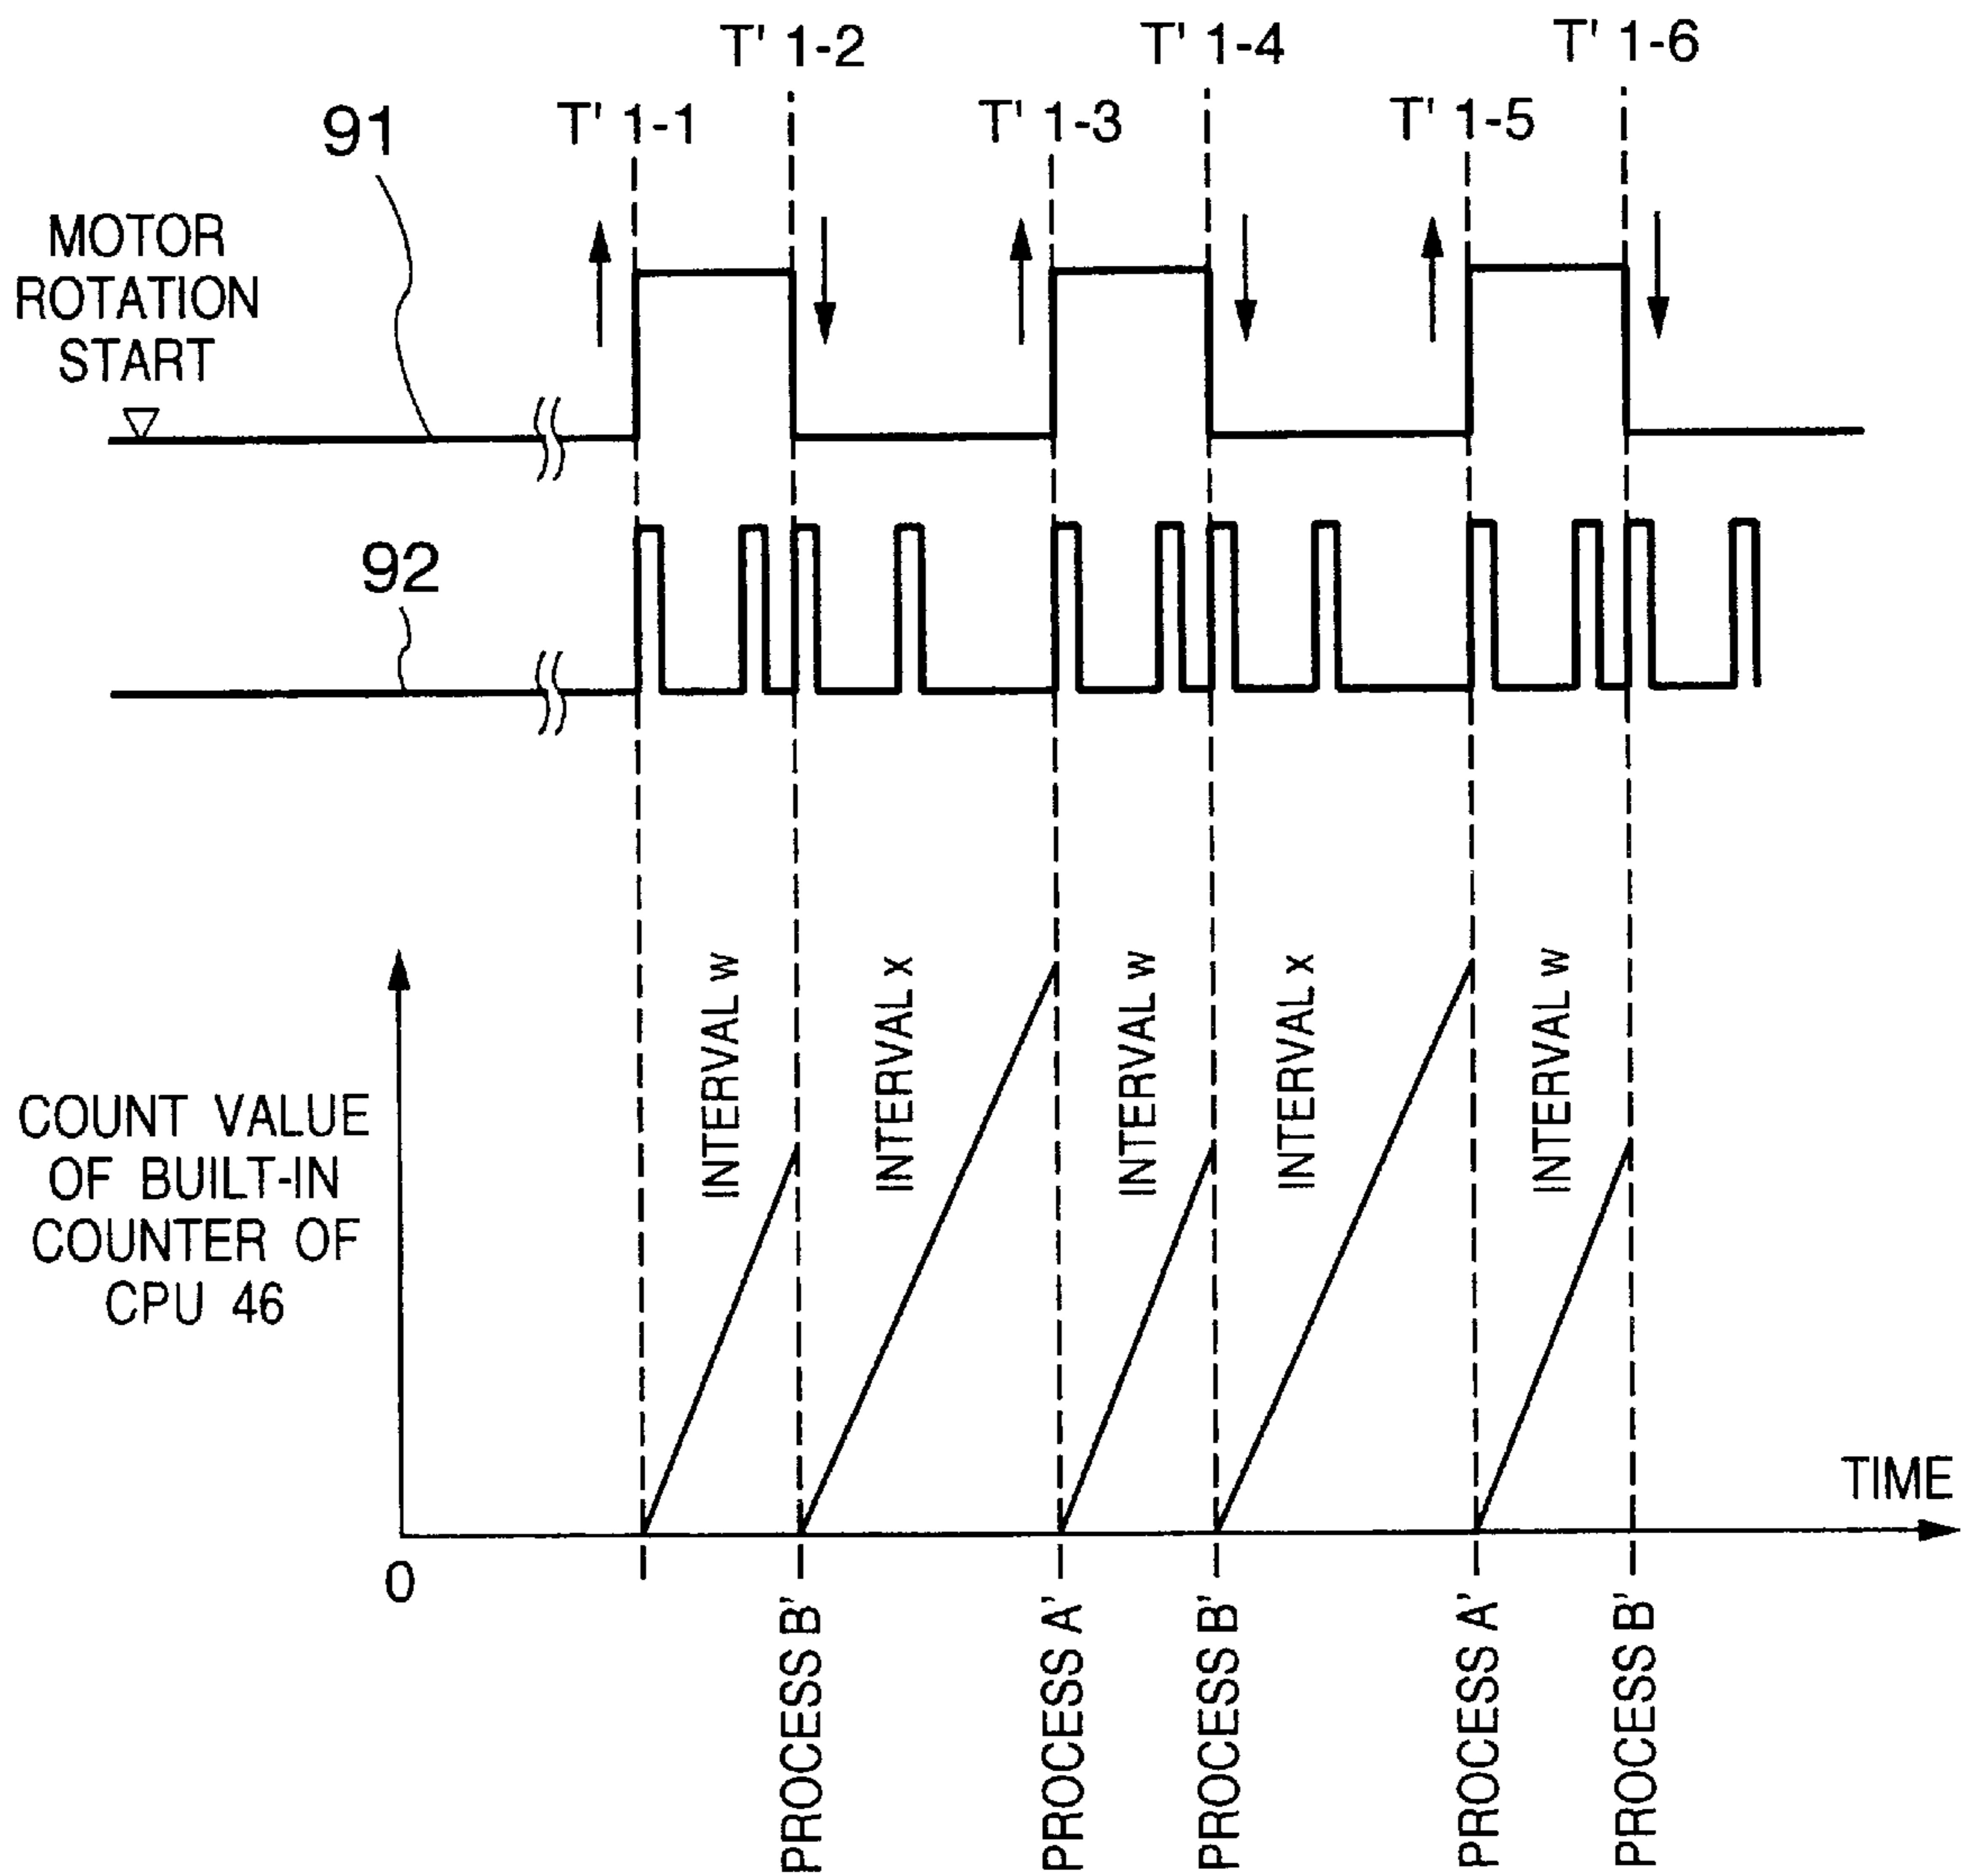 T' 1-2
T' 1-4
T' 1-6
T' 1-1
T' 1-3
T' 1-5
91
MOTOR
ROTATION
START
92
INTERVAL w
INTERVAL x
INTERVAL w
INTERVAL x
INTERVAL w
COUNT VALUE
OF BUILT-IN
COUNTER OF
CPU 46
TIME
0
PROCESS B'
PROCESS A'
PROCESS B'
PROCESS A'
PROCESS B'